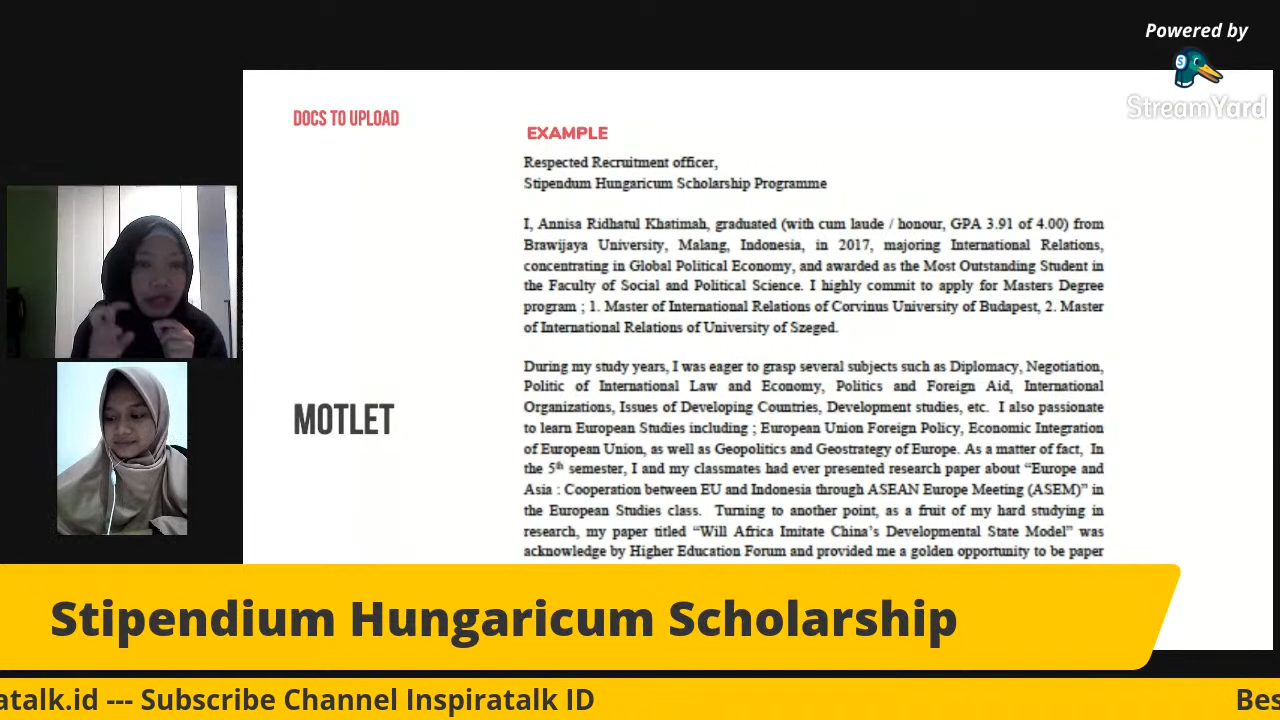 Powered by
StreamYard
DOCS TO UPLOAD
EXAMPLE
Respected Recruitment officer,
Stipendum Hungaricum Scholarship Programme
I, Annisa Ridhatul Khatimah, graduated (with cum laude / honour, GPA 3.91 of 4.00) from
Brawijaya University, Malang, Indonesia, in 2017, majoring International Relations,
concentrating in Global Political Economy, and awarded as the Most Outstanding Student in
the Faculty of Social and Political Science. I highly commit to apply for Masters Degree
program ; 1. Master of International Relations of Corvinus University of Budapest, 2. Master
of International Relations of University of Szeged.
During my study years, I was eager to grasp several subjects such as Diplomacy, Negotiation,
Politic of International Law and Economy, Politics and Foreign Aid, International
Organizations, Issues of Developing Countries, Development studies, etc. I also passionate
to learn European Studies including ; European Union Foreign Policy, Economic Integration
of European Union, as well as Geopolitics and Geostrategy of Europe. As a matter of fact, In
the 5th semester, I and my classmates had ever presented research paper about “Europe and
Asia : Cooperation between EU and Indonesia through ASEAN Europe Meeting (ASEM)” in
the European Studies class. Turning to another point, as a fruit of my hard studying in
research, my paper titled “Will Africa Imitate China’s Developmental State Model” was
acknowledge by Higher Education Forum and provided me a golden opportunity to be paper
MOTLET
Stipendium Hungaricum Scholarship
atalk.id --- Subscribe Channel Inspiratalk ID
Bes